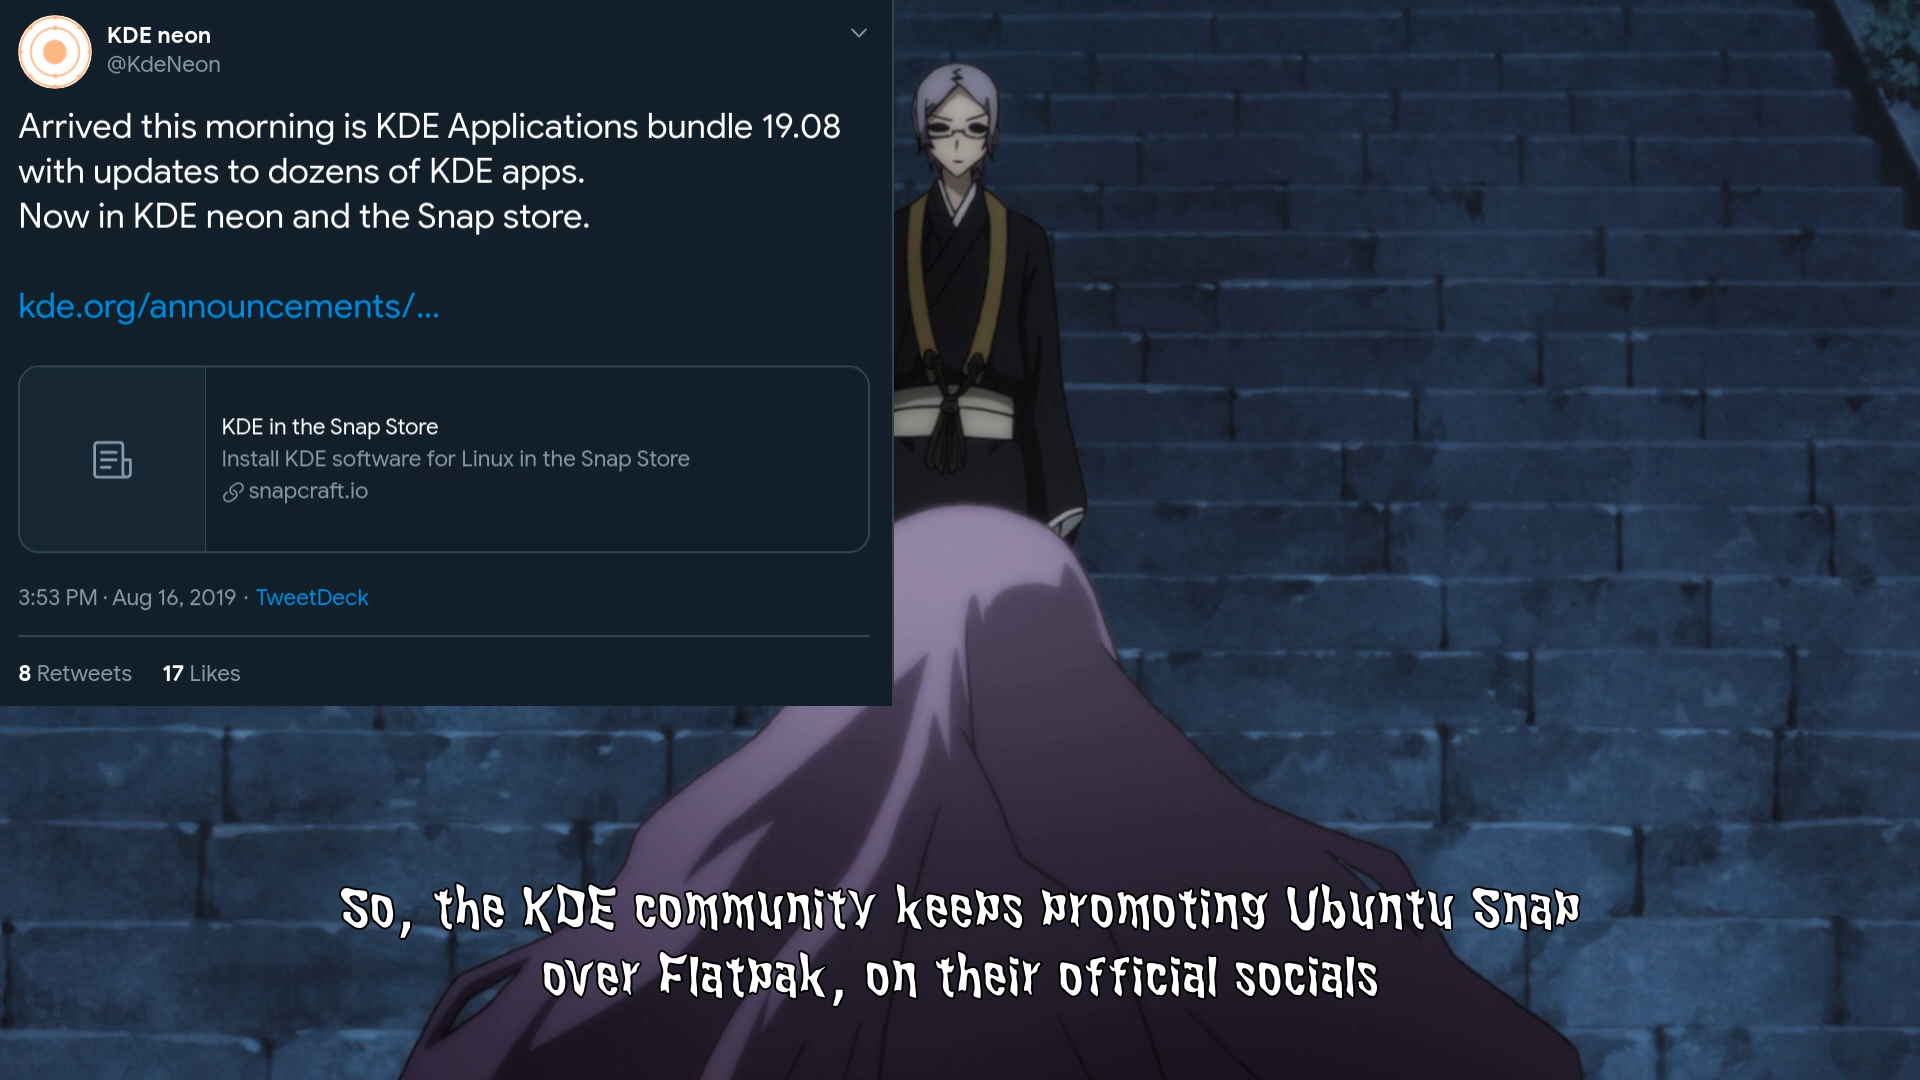 KDE neon
@KdeNeon
Arrived this morning is KDE Applications bundle 19.08
with updates to dozens of KDE apps.
Now in KDE neon and the Snap store.
kde.org/announcements/...
KDE in the Snap Store
Install KDE software for Linux in the Snap Store
snapcraft.io
3:53 PM · Aug 16, 2019 · TweetDeck
8 Retweets 17 Likes
So, the KDE community keeps promoting Ubuntu Snap
over Flatpak, on their official socials